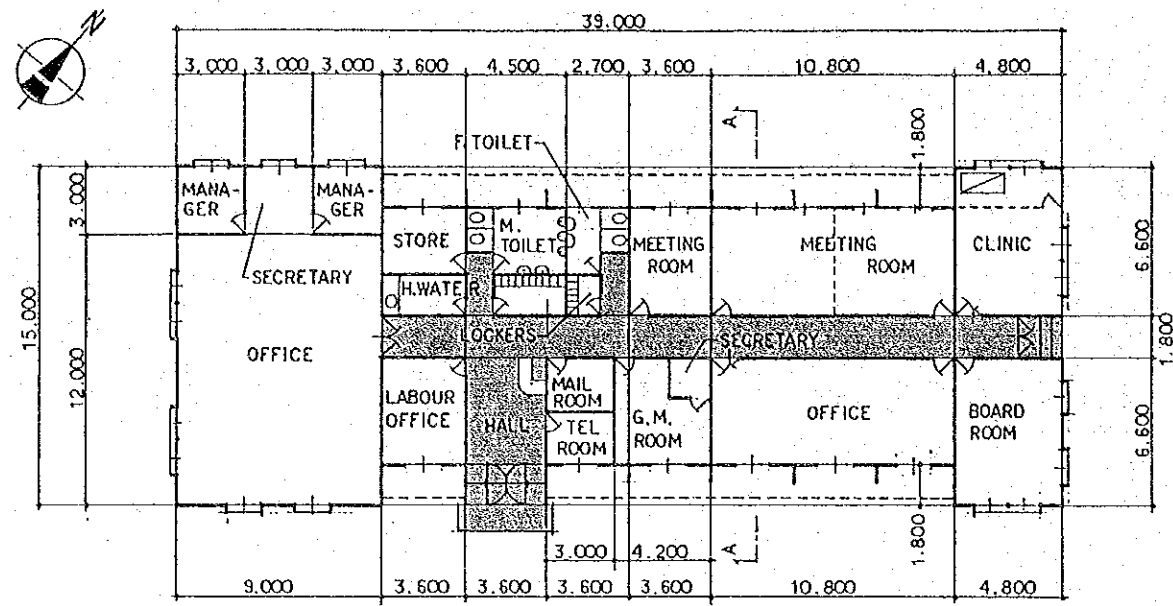 N
39.000
3,000 3,000 3,000 3,600 4,500 2,700 3,600 10,800 4,800
A
1.800
F. TOILET
3.000
MANA-
GER
MANA-
GER
STORE
M.
TOILET
MEETING
ROOM
MEETING
ROOM
CLINIC
6.600
SECRETARY
H.WATER
15.000
LOCKERS
SECRETARY
1.800
OFFICE
12.000
LABOUR
OFFICE
HALL
MAIL
ROOM
TEL
ROOM
G.M.
ROOM
OFFICE
BOARD
ROOM
6.600
A
1.800
3.000 4.200
9.000 3,600 3,600 3,600 3,600 10,800 4,800